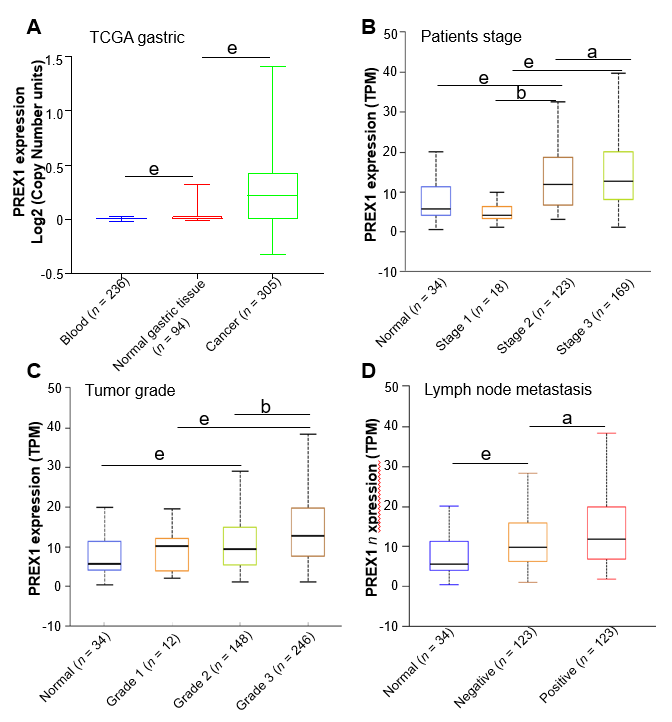 A
TCGA gastric
PREX1 expression
Log2 (Copy Number units)
1.5
1.0
0.5
0
-0.5
e
e
Blood (n = 236)
Normal gastric tissue
(n = 94)
Cancer (n = 305)
B
Patients stage
PREX1 expression (TPM)
50
40
30
20
10
0
-10
a
e
e
b
Normal (n = 34)
Stage 1 (n = 18)
Stage 2 (n = 123)
Stage 3 (n = 169)
C
Tumor grade
PREX1 expression (TPM)
50
40
30
20
10
0
-10
b
e
e
Normal (n = 34)
Grade 1 (n = 12)
Grade 2 (n = 148)
Grade 3 (n = 246)
D
Lymph node metastasis
PREX1 n xpression (TPM)
50
40
30
20
10
0
-10
a
e
Normal (n = 34)
Negative (n = 123)
Positive (n = 123)